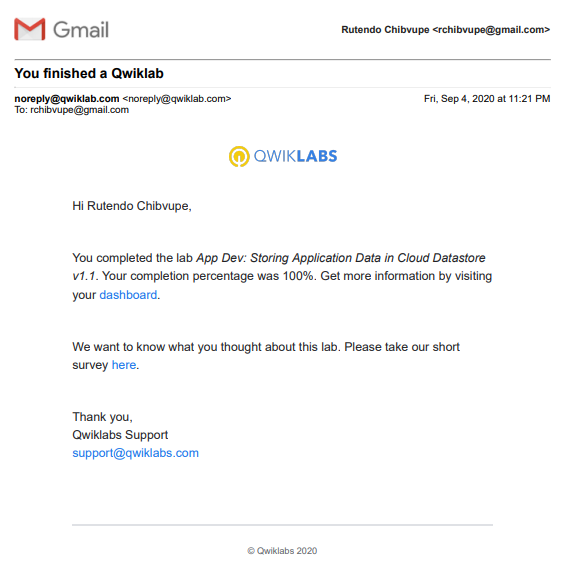 Gmail
Rutendo Chibvupe <rchibvupe@gmail.com>
You finished a Qwiklab
noreply@qwiklab.com <noreply@qwiklab.com>
Fri, Sep 4, 2020 at 11:21 PM
To: rchibvupe@gmail.com
QWIKLABS
Hi Rutendo Chibvupe,
You completed the lab App Dev: Storing Application Data in Cloud Datastore
v1.1. Your completion percentage was 100%. Get more information by visiting
your dashboard.
We want to know what you thought about this lab. Please take our short
survey here.
Thank you,
Qwiklabs Support
support@qwiklabs.com
© Qwiklabs 2020